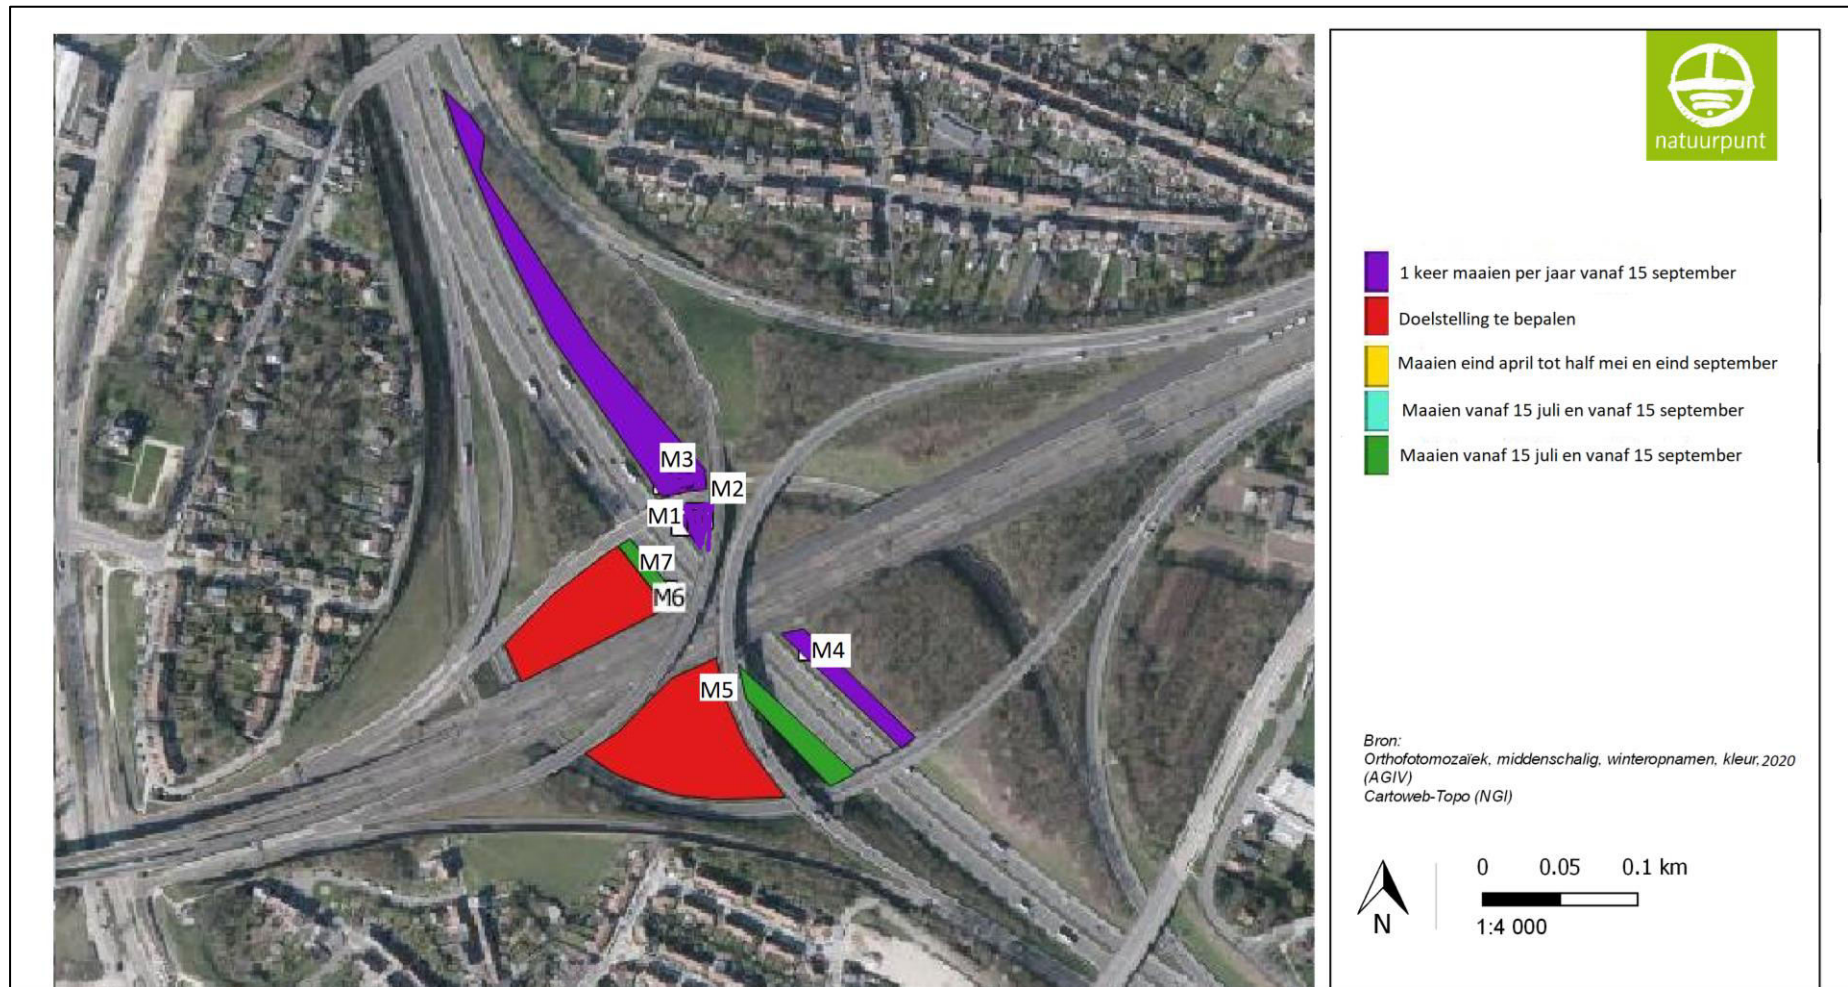 natuurpunt
1 keer maaien per jaar vanaf 15 september
Doelstelling te bepalen
Maaien eind april tot half mei en eind september
Maaien vanaf 15 juli en vanaf 15 september
Maaien vanaf 15 juli en vanaf 15 september
M3
M2
M1
M7
M6
M4
M5
Bron:
Orthofotomozaïek, middenschalig, winteropnamen, kleur, 2020
(AGIV)
Cartoweb-Topo (NGI)
0 0.05 0.1 km
N
1:4 000